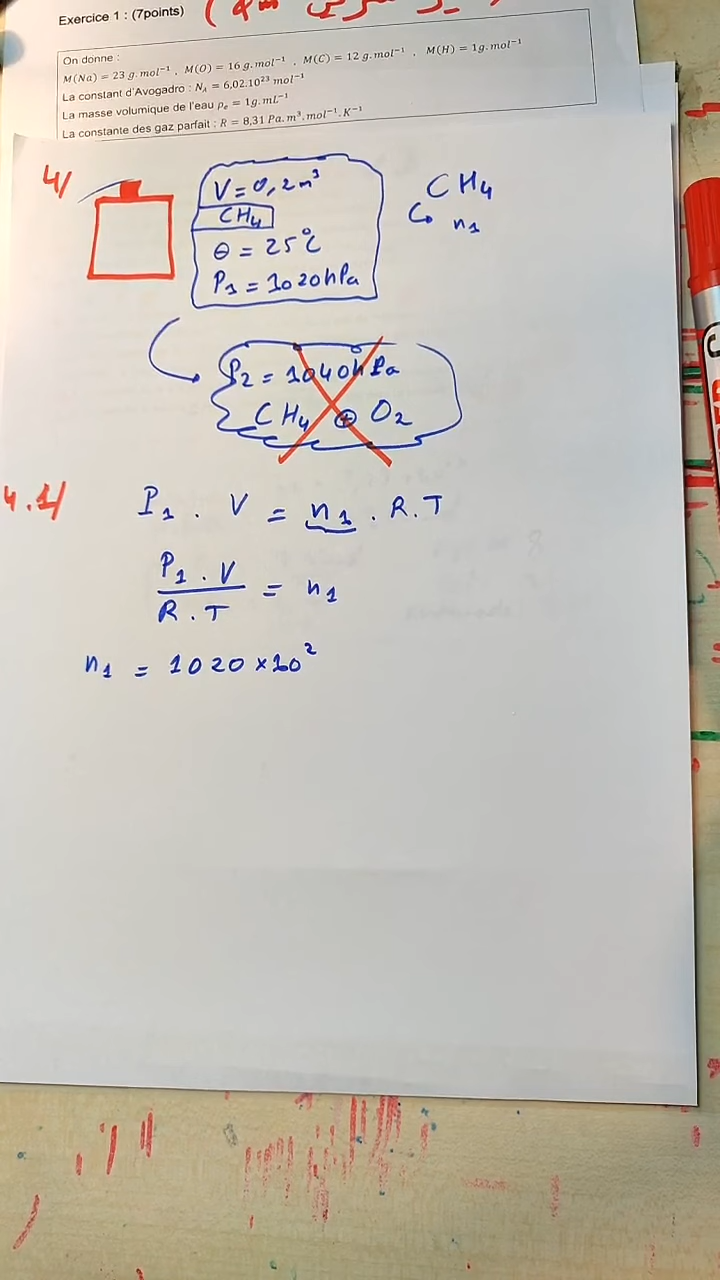 Exercice 1 : (7points)
On donne :
M(Na) = 23 g.mol⁻¹ , M(O) = 16 g.mol⁻¹ , M(C) = 12 g.mol⁻¹ , M(H) = 1g.mol⁻¹
La constant d'Avogadro : N_A = 6,02.10²³ mol⁻¹
La masse volumique de l'eau ρₑ = 1g.mL⁻¹
La constante des gaz parfait : R = 8,31 Pa.m³.mol⁻¹.K⁻¹
4/
V = 0,2 m³
CH₄
θ = 25°C
P₁ = 1020 hPa
CH₄
n₁
P₂ = 1040 hPa
CH₄ ⊕ O₂
4.1/ P₁ . V = n₁ . R.T
P₁ . V / R . T = n₁
n₁ = 1020 × 10²